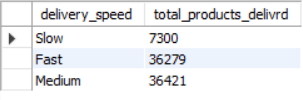 delivery_speed total_products_delivrd
Slow 7300
Fast 36279
Medium 36421